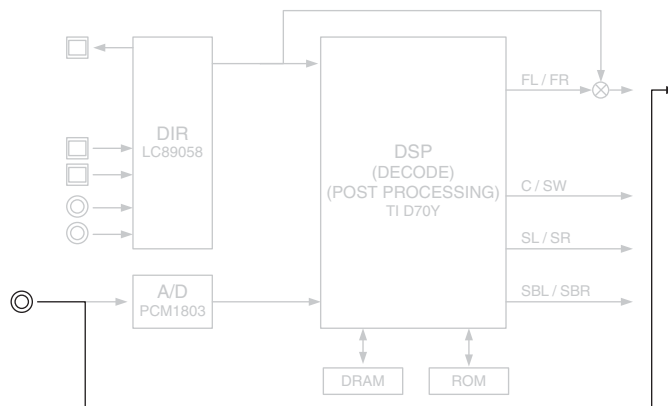 FL / FR
DIR
LC89058
DSP
(DECODE)
(POST PROCESSING)
TI D70Y
C / SW
SL / SR
A/D
PCM1803
SBL / SBR
DRAM
ROM